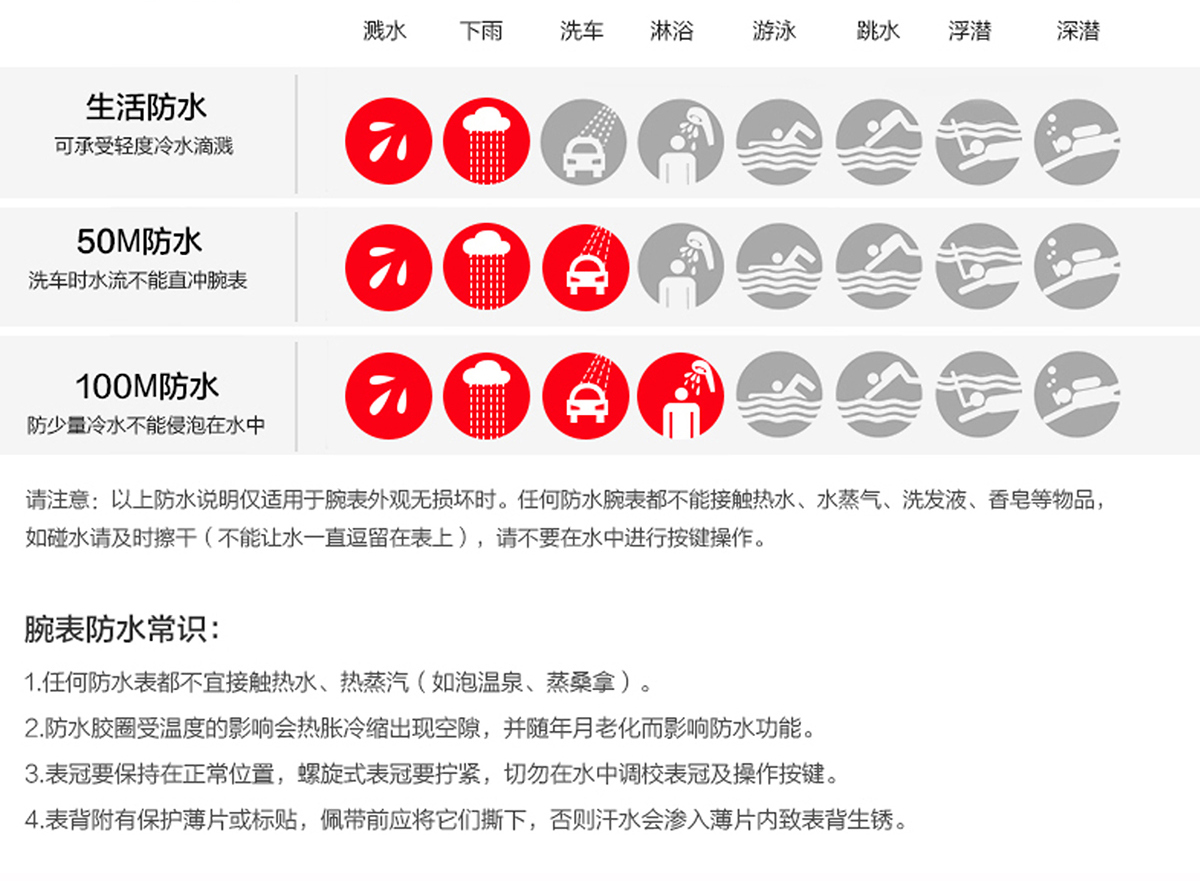 溅水 下雨 洗车 淋浴 游泳 跳水 浮潜 深潜
生活防水
可承受轻度冷水滴溅
50M防水
洗车时水流不能直冲腕表
100M防水
防少量冷水不能侵泡在水中
请注意：以上防水说明仅适用于腕表外观无损坏时。任何防水腕表都不能接触热水、水蒸气、洗发液、香皂等物品，
如碰水请及时擦干（不能让水一直逗留在表上），请不要在水中进行按键操作。
腕表防水常识：
1.任何防水表都不宜接触热水、热蒸汽（如泡温泉、蒸桑拿）。
2.防水胶圈受温度的影响会热胀冷缩出现空隙，并随年月老化而影响防水功能。
3.表冠要保持在正常位置，螺旋式表冠要拧紧，切勿在水中调校表冠及操作按键。
4.表背附有保护薄片或标贴，佩带前应将它们撕下，否则汗水会渗入薄片内致表背生锈。